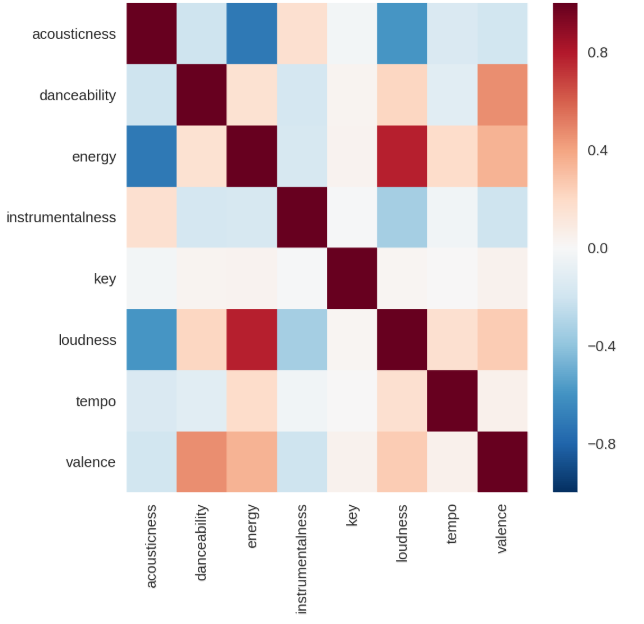 acousticness
danceability
energy
instrumentalness
key
loudness
tempo
valence
0.8
0.4
0.0
−0.4
−0.8
acousticness
danceability
energy
instrumentalness
key
loudness
tempo
valence